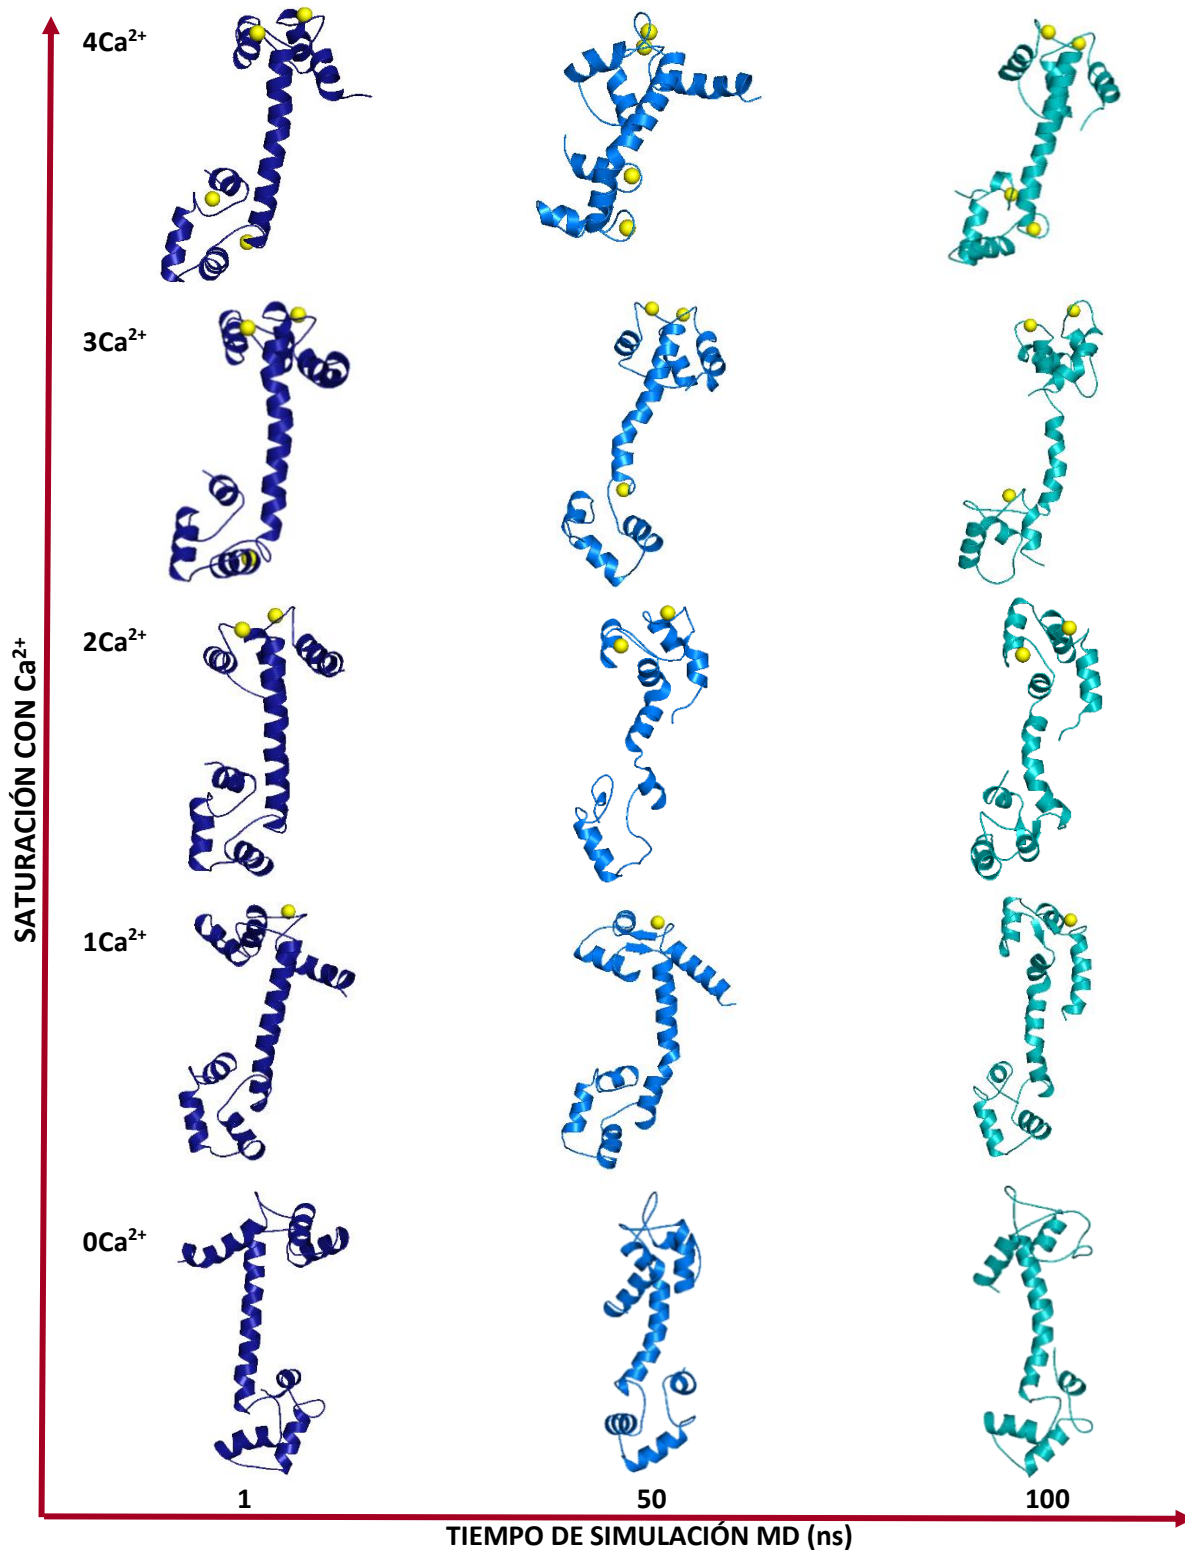 4Ca²⁺
3Ca²⁺
2Ca²⁺
1Ca²⁺
0Ca²⁺
SATURACIÓN CON Ca²⁺
1 50 100
TIEMPO DE SIMULACIÓN MD (ns)